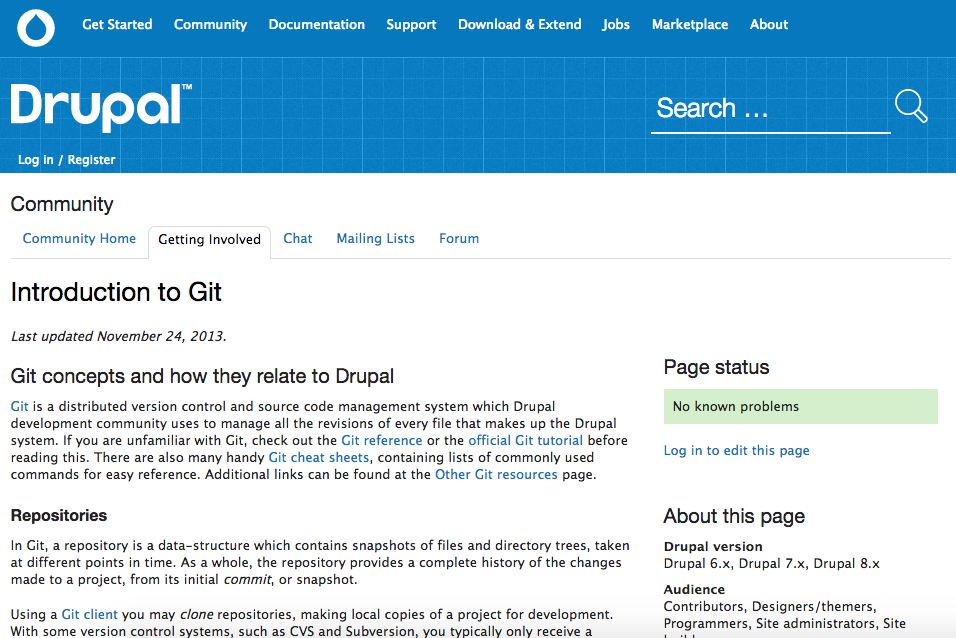 Get Started Community Documentation Support Download & Extend Jobs Marketplace About
Drupal™
Search ...
Log in / Register
Community
Community Home Getting Involved Chat Mailing Lists Forum
Introduction to Git
Last updated November 24, 2013.
Git concepts and how they relate to Drupal
Git is a distributed version control and source code management system which Drupal
development community uses to manage all the revisions of every file that makes up the Drupal
system. If you are unfamiliar with Git, check out the Git reference or the official Git tutorial before
reading this. There are also many handy Git cheat sheets, containing lists of commonly used
commands for easy reference. Additional links can be found at the Other Git resources page.
Repositories
In Git, a repository is a data-structure which contains snapshots of files and directory trees, taken
at different points in time. As a whole, the repository provides a complete history of the changes
made to a project, from its initial commit, or snapshot.
Using a Git client you may clone repositories, making local copies of a project for development.
With some version control systems, such as CVS and Subversion, you typically only receive a
Page status
No known problems
Log in to edit this page
About this page
Drupal version
Drupal 6.x, Drupal 7.x, Drupal 8.x
Audience
Contributors, Designers/themers,
Programmers, Site administrators, Site